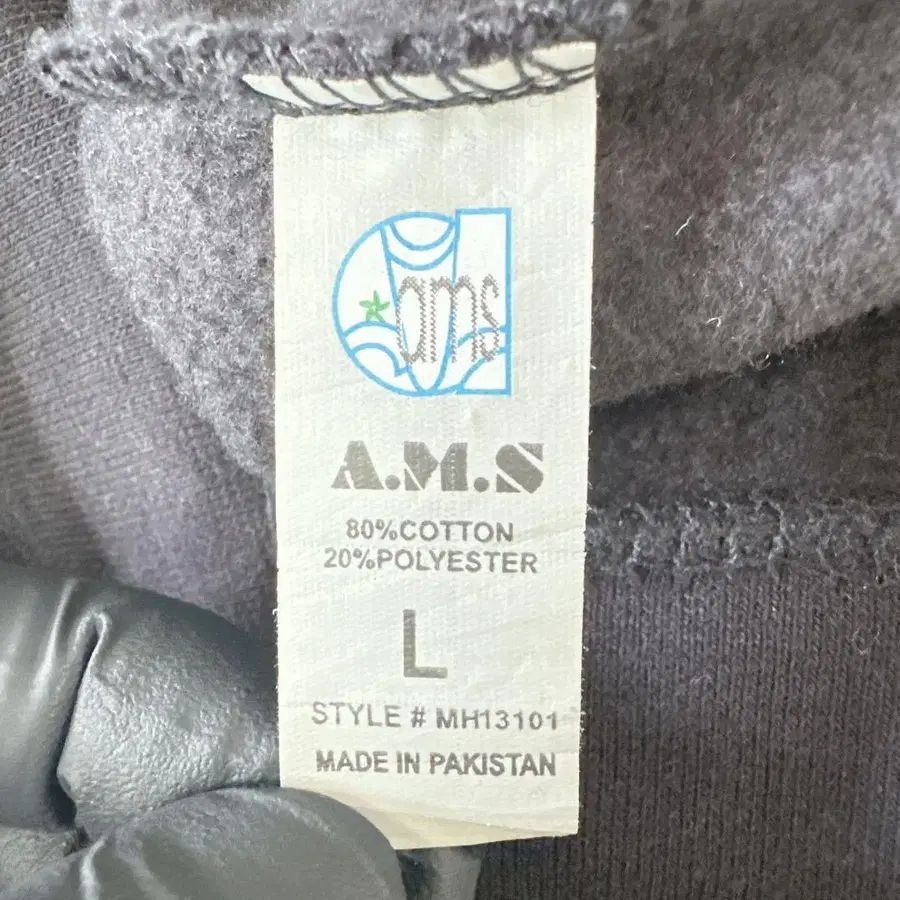 ams
A.M.S
80%COTTON
20%POLYESTER
L
STYLE # MH13101
MADE IN PAKISTAN